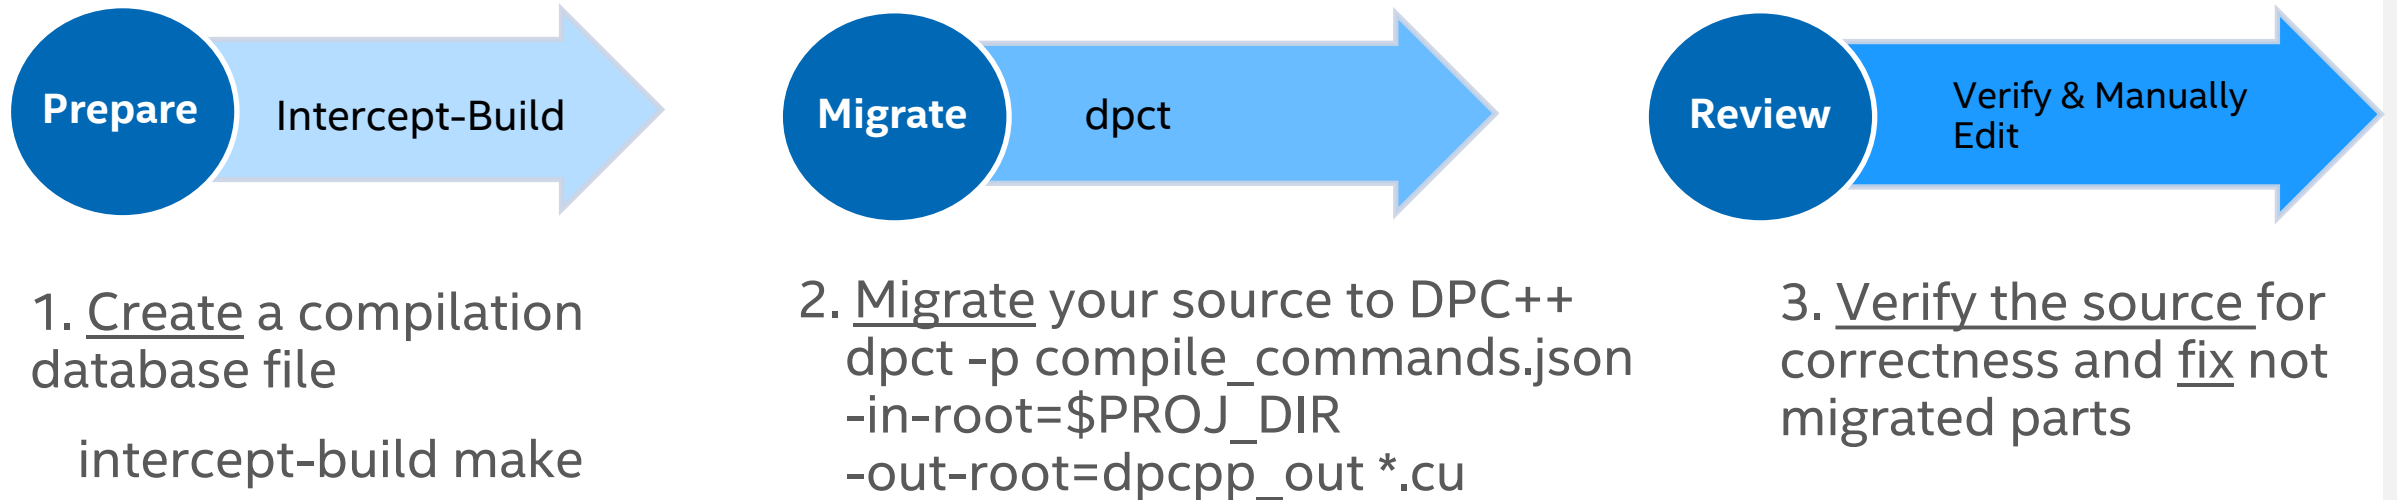 Prepare
Intercept-Build
Migrate
dpct
Review
Verify & Manually
Edit
1. Create a compilation
database file
intercept-build make
2. Migrate your source to DPC++
dpct -p compile_commands.json
-in-root=$PROJ_DIR
-out-root=dpcpp_out *.cu
3. Verify the source for
correctness and fix not
migrated parts